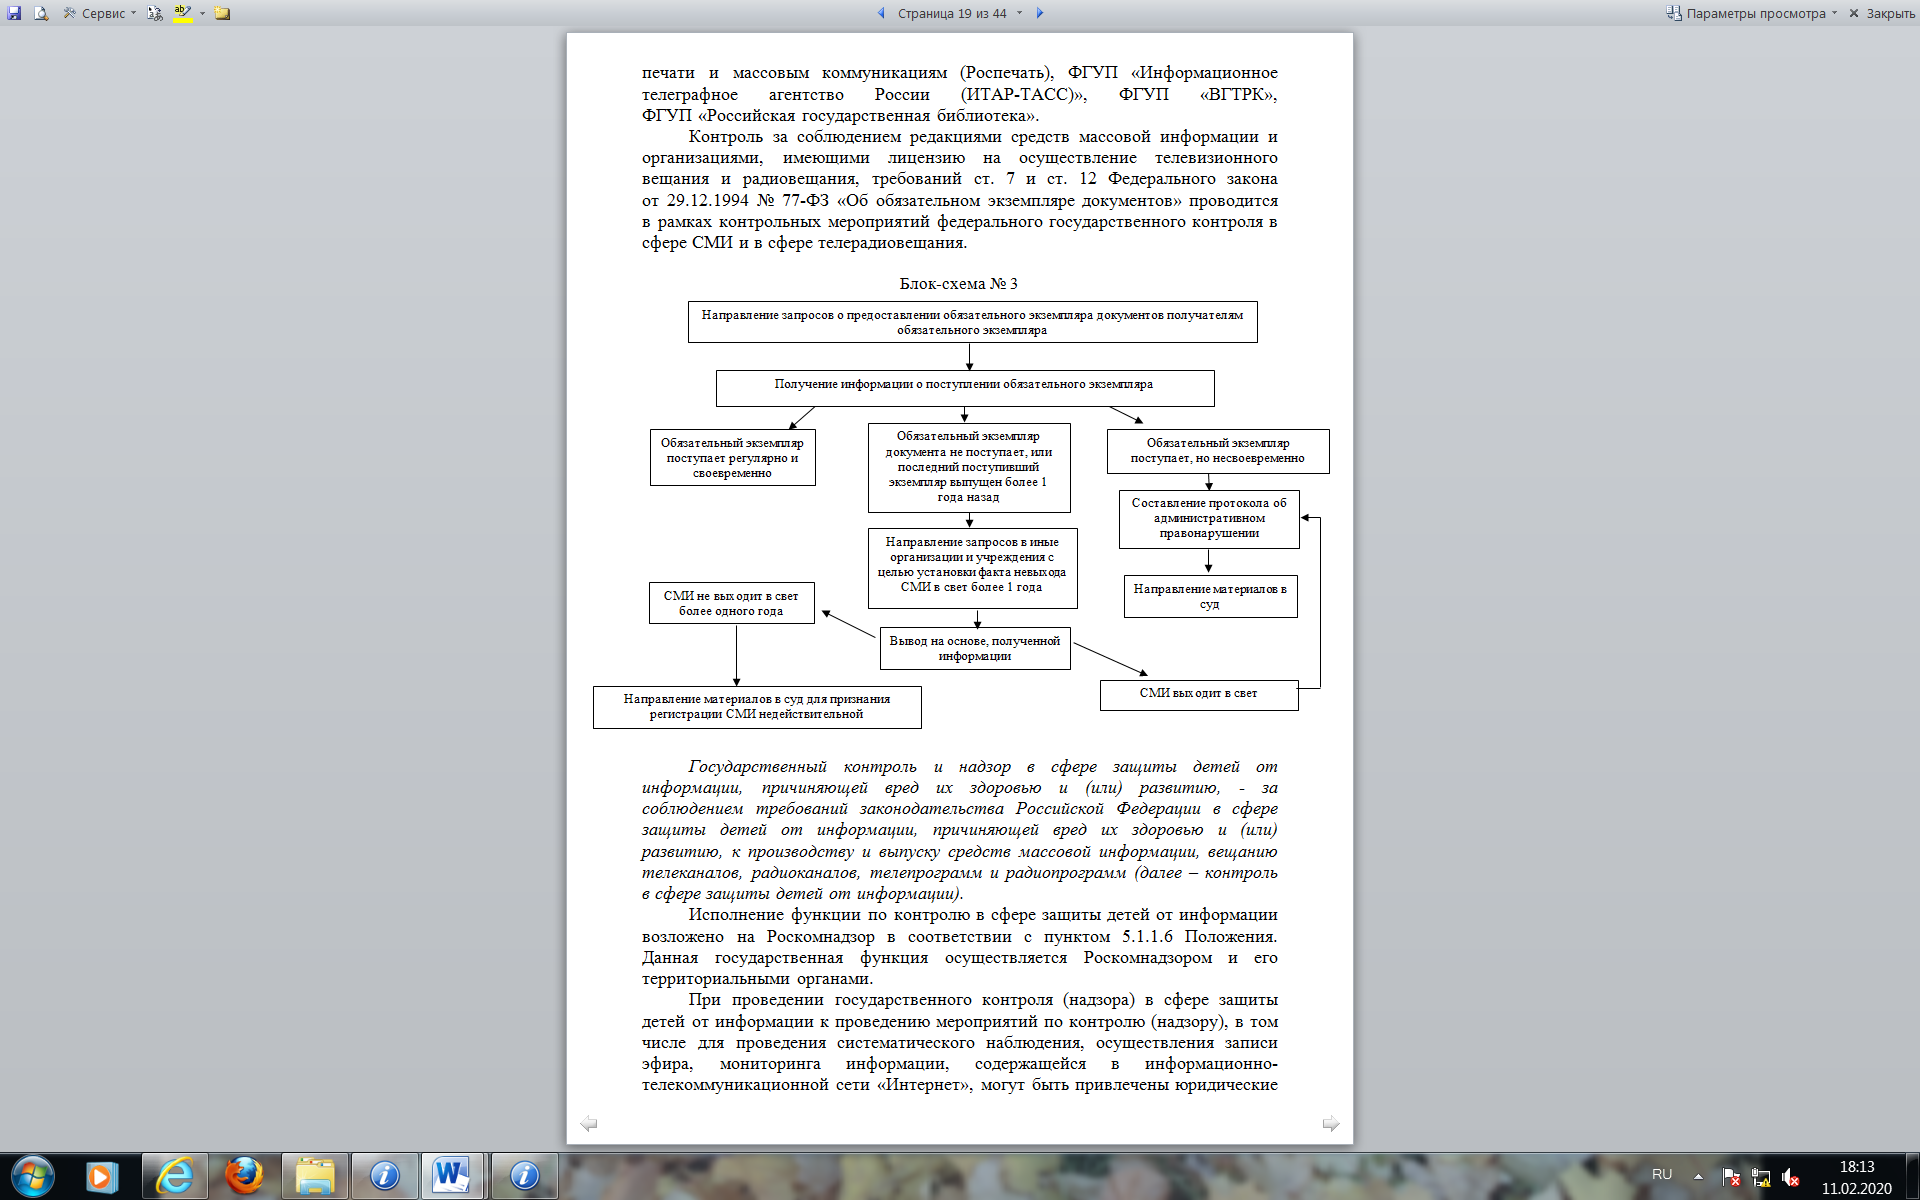 Сервис
Страница 19 из 44
Параметры просмотра
Закрыть
печати и массовым коммуникациям (Роспечать), ФГУП «Информационное
телеграфное агентство России (ИТАР-ТАСС)», ФГУП «ВГТРК»,
ФГУП «Российская государственная библиотека».
Контроль за соблюдением редакциями средств массовой информации и
организациями, имеющими лицензию на осуществление телевизионного
вещания и радиовещания, требований ст. 7 и ст. 12 Федерального закона
от 29.12.1994 № 77-ФЗ «Об обязательном экземпляре документов» проводится
в рамках контрольных мероприятий федерального государственного контроля в
сфере СМИ и в сфере телерадиовещания.
Блок-схема № 3
Направление запросов о предоставлении обязательного экземпляра документов получателям
обязательного экземпляра
Получение информации о поступлении обязательного экземпляра
Обязательный экземпляр
поступает регулярно и
своевременно
Обязательный экземпляр
документа не поступает, или
последний поступивший
экземпляр выпущен более 1
года назад
Обязательный экземпляр
поступает, но несвоевременно
Составление протокола об
административном
правонарушении
Направление запросов в иные
организации и учреждения с
целью установки факта невыхода
СМИ в свет более 1 года
Направление материалов в
суд
СМИ не выходит в свет
более одного года
Вывод на основе, полученной
информации
СМИ выходит в свет
Направление материалов в суд для признания
регистрации СМИ недействительной
Государственный контроль и надзор в сфере защиты детей от
информации, причиняющей вред их здоровью и (или) развитию, - за
соблюдением требований законодательства Российской Федерации в сфере
защиты детей от информации, причиняющей вред их здоровью и (или)
развитию, к производству и выпуску средств массовой информации, вещанию
телеканалов, радиоканалов, телепрограмм и радиопрограмм (далее – контроль
в сфере защиты детей от информации).
Исполнение функции по контролю в сфере защиты детей от информации
возложено на Роскомнадзор в соответствии с пунктом 5.1.1.6 Положения.
Данная государственная функция осуществляется Роскомнадзором и его
территориальными органами.
При проведении государственного контроля (надзора) в сфере защиты
детей от информации к проведению мероприятий по контролю (надзору), в том
числе для проведения систематического наблюдения, осуществления записи
эфира, мониторинга информации, содержащейся в информационно-
телекоммуникационной сети «Интернет», могут быть привлечены юридические
RU
18:13
11.02.2020